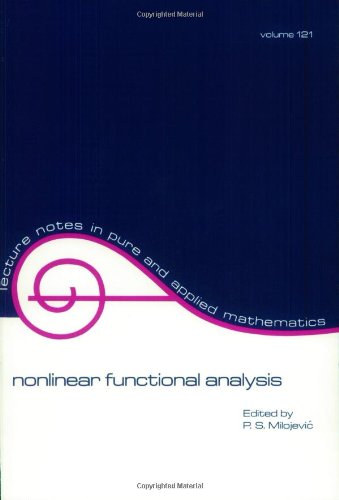 Copyrighted Material
volume 121
lecture notes in pure and applied mathematics
nonlinear functional analysis
Edited by
P. S. Milojević
Copyrighted Material